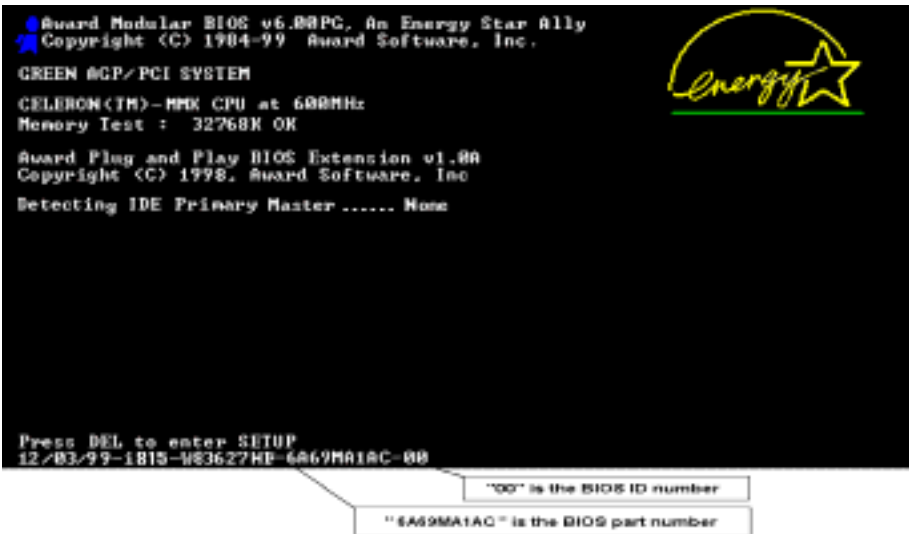 Award Modular BIOS v6.00PG, An Energy Star Ally
Copyright (C) 1984-99 Award Software, Inc.
energy
GREEN AGP/PCI SYSTEM
CELERON(TM)-MMX CPU at 600MHz
Memory Test : 32768K OK
Award Plug and Play BIOS Extension v1.0A
Copyright (C) 1998, Award Software, Inc
Detecting IDE Primary Master ...... None
Press DEL to enter SETUP
12/03/99-i815-W83627HF-6A69MA1AC-00
"00" is the BIOS ID number
"6A69MA1AC" is the BIOS part number